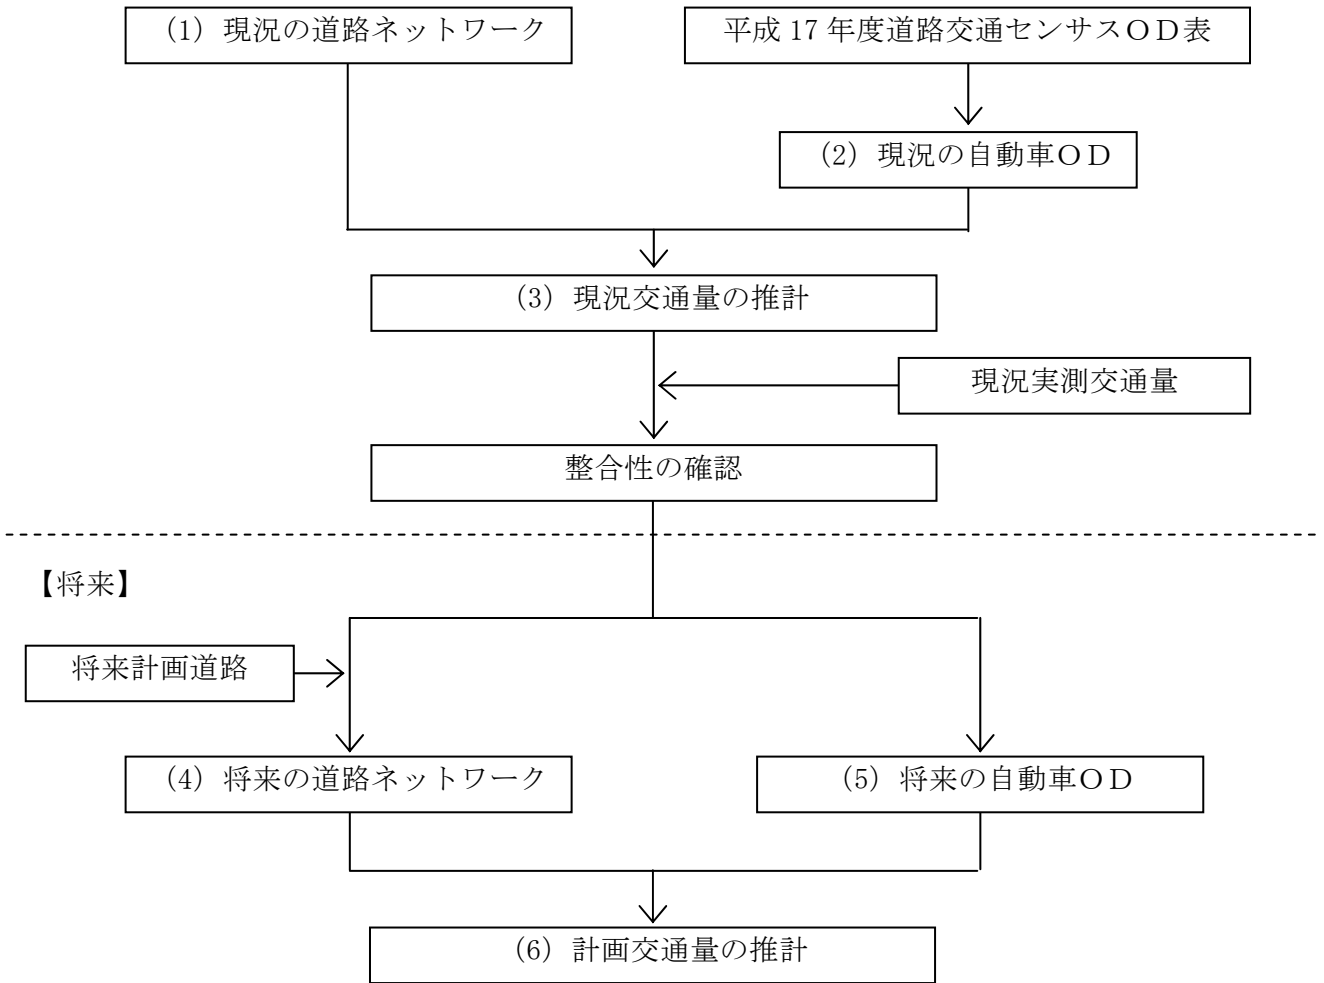 (1) 現況の道路ネットワーク
平成 17 年度道路交通センサスＯＤ表
(2) 現況の自動車ＯＤ
(3) 現況交通量の推計
現況実測交通量
整合性の確認
【将来】
将来計画道路
(4) 将来の道路ネットワーク
(5) 将来の自動車ＯＤ
(6) 計画交通量の推計